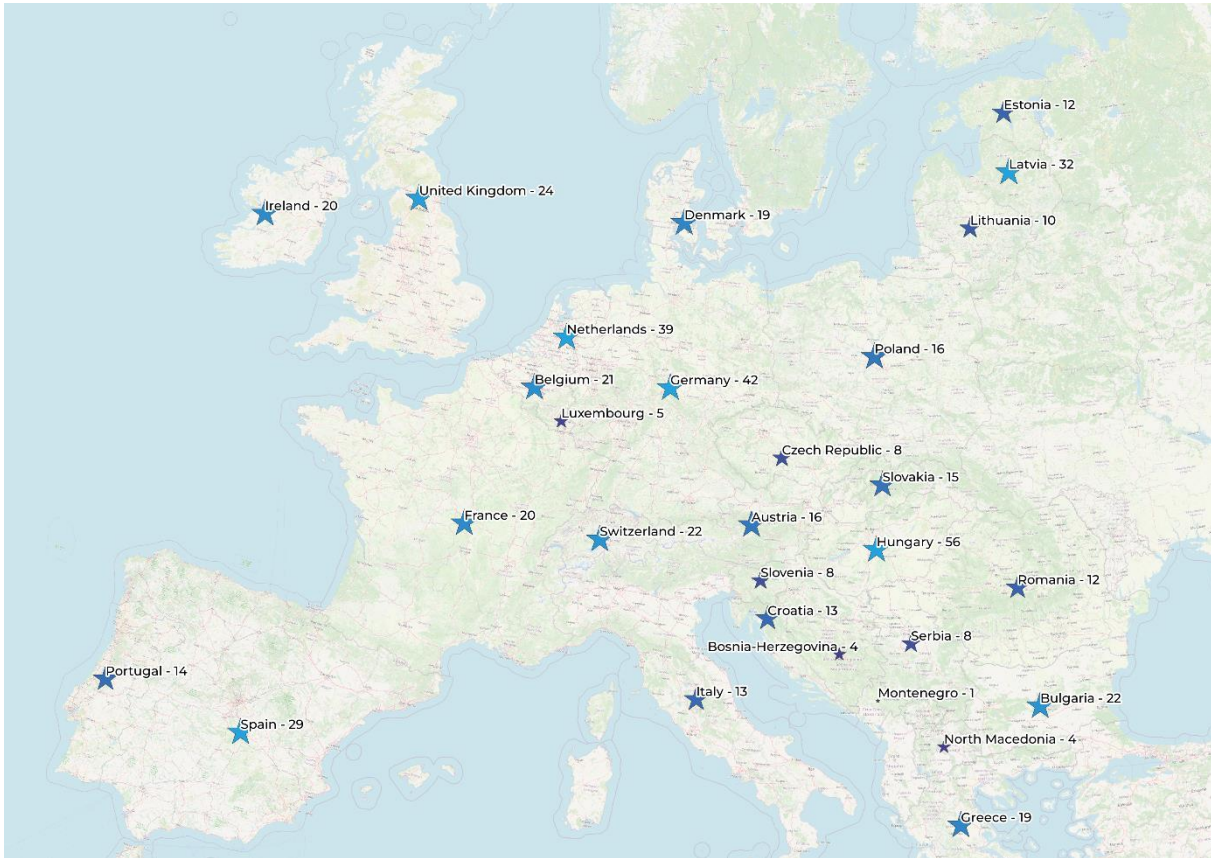 Estonia - 12
Latvia - 32
United Kingdom - 24
Ireland - 20
Denmark - 19
Lithuania - 10
Netherlands - 39
Poland - 16
Belgium - 21
Germany - 42
Luxembourg - 5
Czech Republic - 8
Slovakia - 15
France - 20
Austria - 16
Switzerland - 22
Hungary - 56
Slovenia - 8
Romania - 12
Croatia - 13
Serbia - 8
Bosnia-Herzegovina - 4
Portugal - 14
Italy - 13
Montenegro - 1
Bulgaria - 22
Spain - 29
North Macedonia - 4
Greece - 19